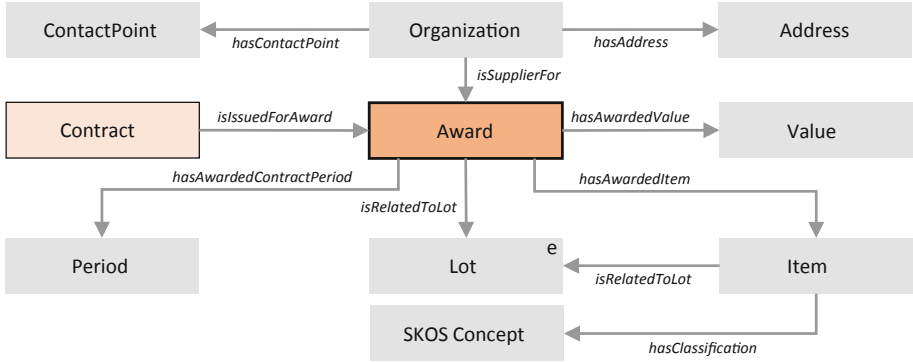 ContactPoint
hasContactPoint
Organization
hasAddress
Address
isSupplierFor
Contract
isIssuedForAward
Award
hasAwardedValue
Value
hasAwardedContractPeriod
isRelatedToLot
hasAwardedItem
Period
Lot
e
isRelatedToLot
Item
SKOS Concept
hasClassification